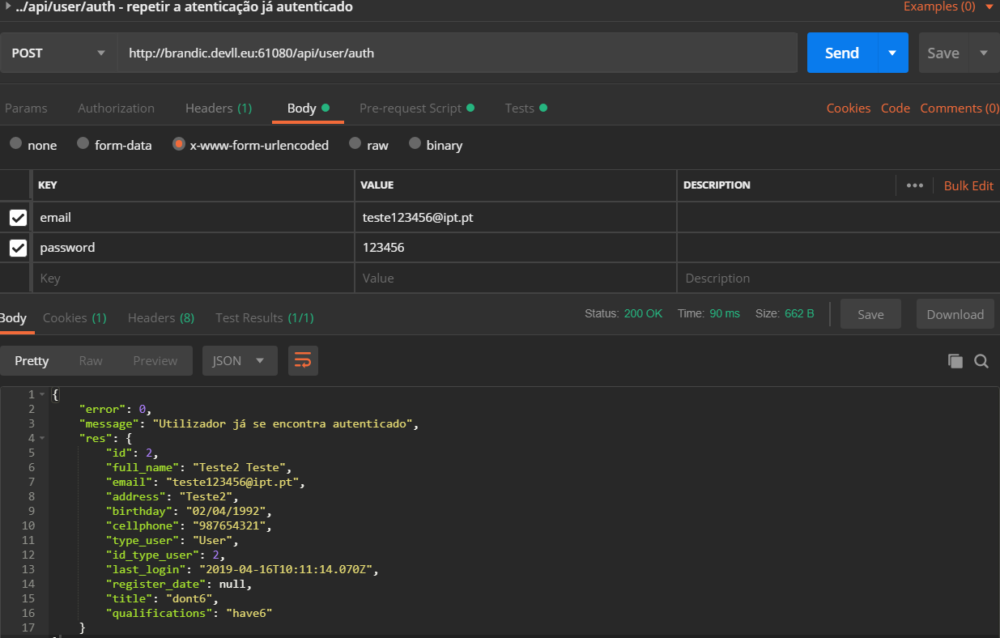 ../api/user/auth - repetir a atenticação já autenticado Examples (0)
POST http://brandic.devll.eu:61080/api/user/auth Send Save
Params Authorization Headers (1) Body Pre-request Script Tests Cookies Code Comments (0)
none form-data x-www-form-urlencoded raw binary
KEY VALUE DESCRIPTION ••• Bulk Edit
email teste123456@ipt.pt
password 123456
Key Value Description
Body Cookies (1) Headers (8) Test Results (1/1) Status: 200 OK Time: 90 ms Size: 662 B Save Download
Pretty Raw Preview JSON
1 {
2 "error": 0,
3 "message": "Utilizador já se encontra autenticado",
4 "res": {
5 "id": 2,
6 "full_name": "Teste2 Teste",
7 "email": "teste123456@ipt.pt",
8 "address": "Teste2",
9 "birthday": "02/04/1992",
10 "cellphone": "987654321",
11 "type_user": "User",
12 "id_type_user": 2,
13 "last_login": "2019-04-16T10:11:14.070Z",
14 "register_date": null,
15 "title": "dont6",
16 "qualifications": "have6"
17 }